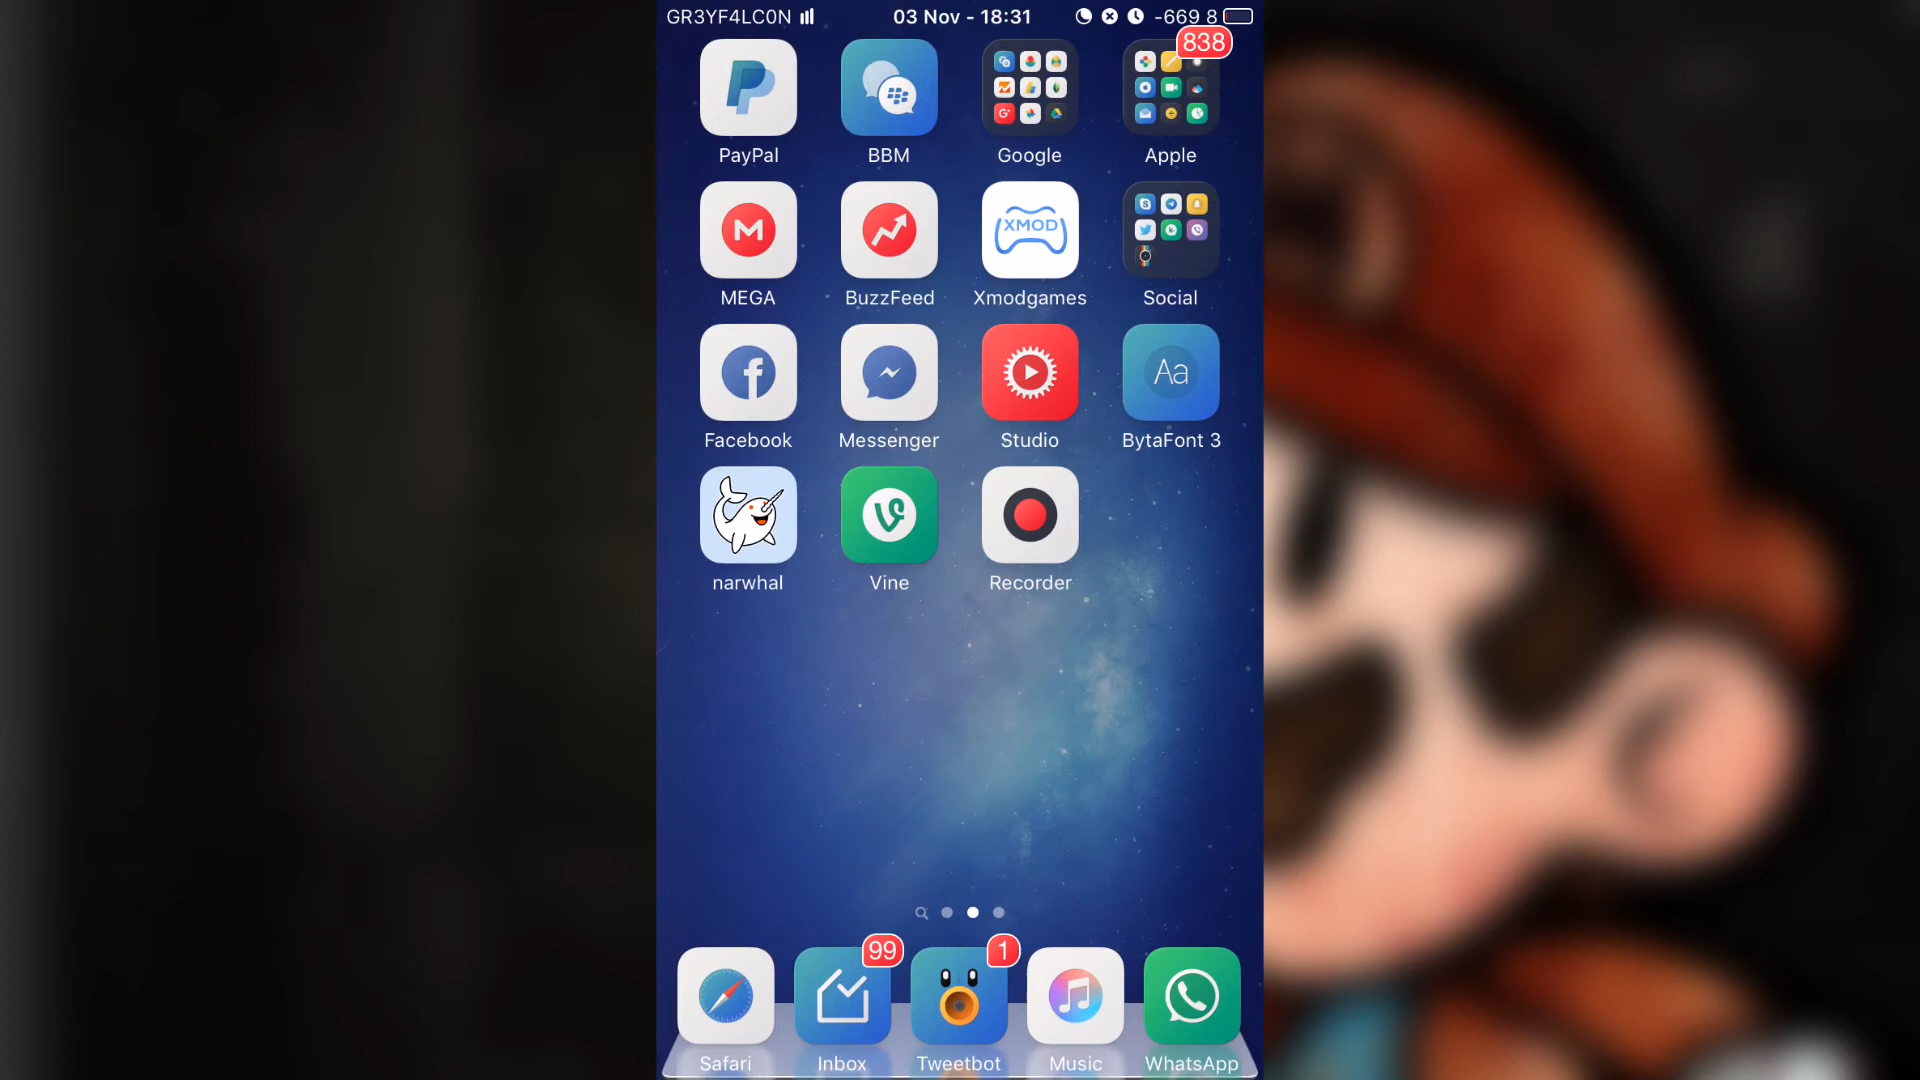 GR3YF4LC0N 03 Nov - 18:31 -669 8
838
PayPal BBM Google Apple
XMOD
MEGA BuzzFeed Xmodgames Social
Aa
Facebook Messenger Studio BytaFont 3
narwhal Vine Recorder
99 1
Safari Inbox Tweetbot Music WhatsApp